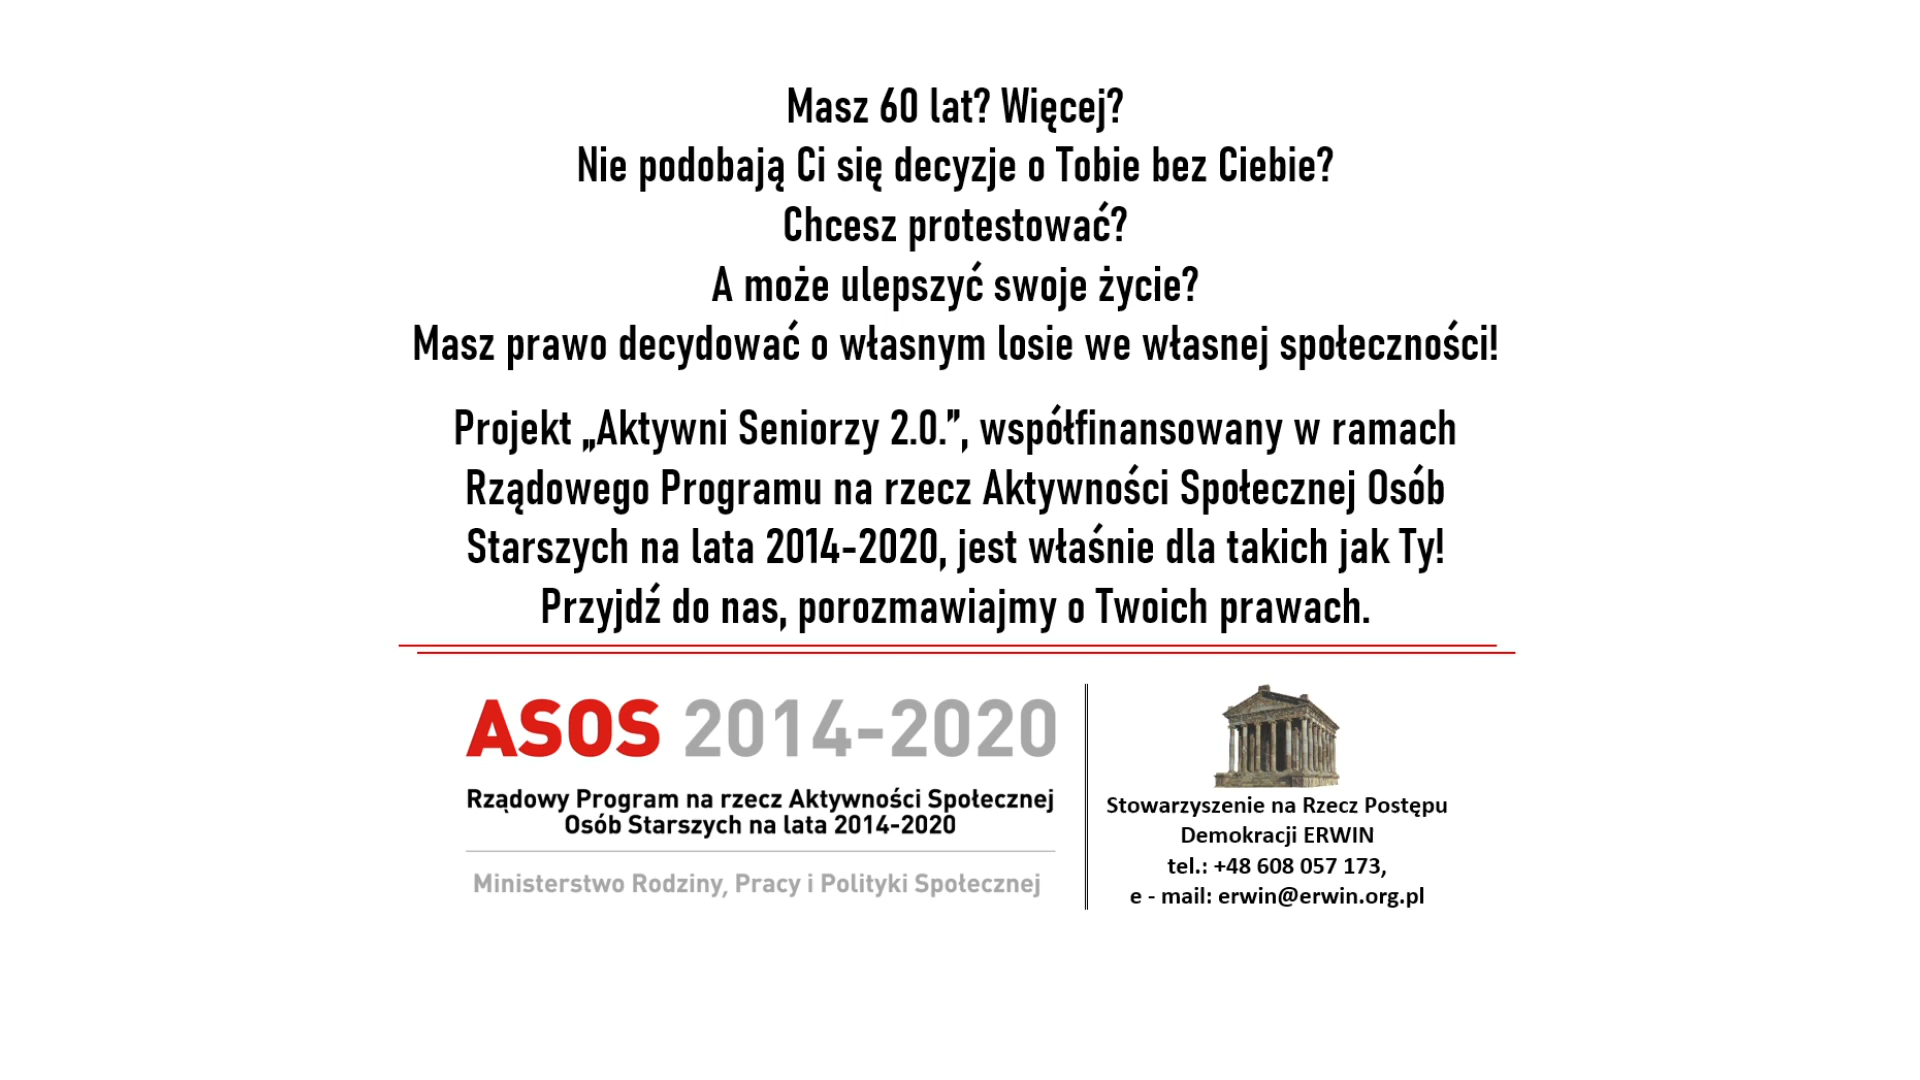 Masz 60 lat? Więcej?
Nie podobają Ci się decyzje o Tobie bez Ciebie?
Chcesz protestować?
A może ulepszyć swoje życie?
Masz prawo decydować o własnym losie we własnej społeczności!
Projekt „Aktywni Seniorzy 2.0.”, współfinansowany w ramach
Rządowego Programu na rzecz Aktywności Społecznej Osób
Starszych na lata 2014-2020, jest właśnie dla takich jak Ty!
Przyjdź do nas, porozmawiajmy o Twoich prawach.
ASOS 2014-2020
Rządowy Program na rzecz Aktywności Społecznej
Osób Starszych na lata 2014-2020
Ministerstwo Rodziny, Pracy i Polityki Społecznej
Stowarzyszenie na Rzecz Postępu
Demokracji ERWIN
tel.: +48 608 057 173,
e - mail: erwin@erwin.org.pl